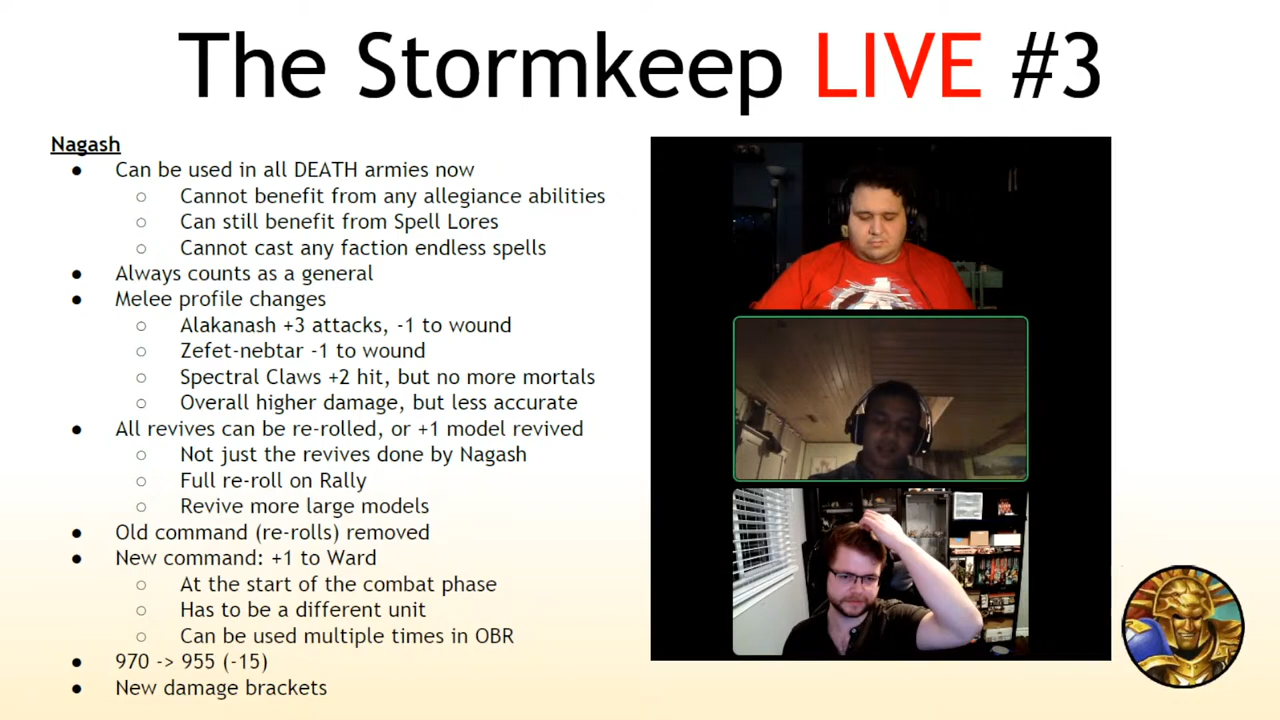 The Stormkeep LIVE #3
Nagash
● Can be used in all DEATH armies now
○ Cannot benefit from any allegiance abilities
○ Can still benefit from Spell Lores
○ Cannot cast any faction endless spells
● Always counts as a general
● Melee profile changes
○ Alakanash +3 attacks, -1 to wound
○ Zefet-nebtar -1 to wound
○ Spectral Claws +2 hit, but no more mortals
○ Overall higher damage, but less accurate
● All revives can be re-rolled, or +1 model revived
○ Not just the revives done by Nagash
○ Full re-roll on Rally
○ Revive more large models
● Old command (re-rolls) removed
● New command: +1 to Ward
○ At the start of the combat phase
○ Has to be a different unit
○ Can be used multiple times in OBR
● 970 -> 955 (-15)
● New damage brackets